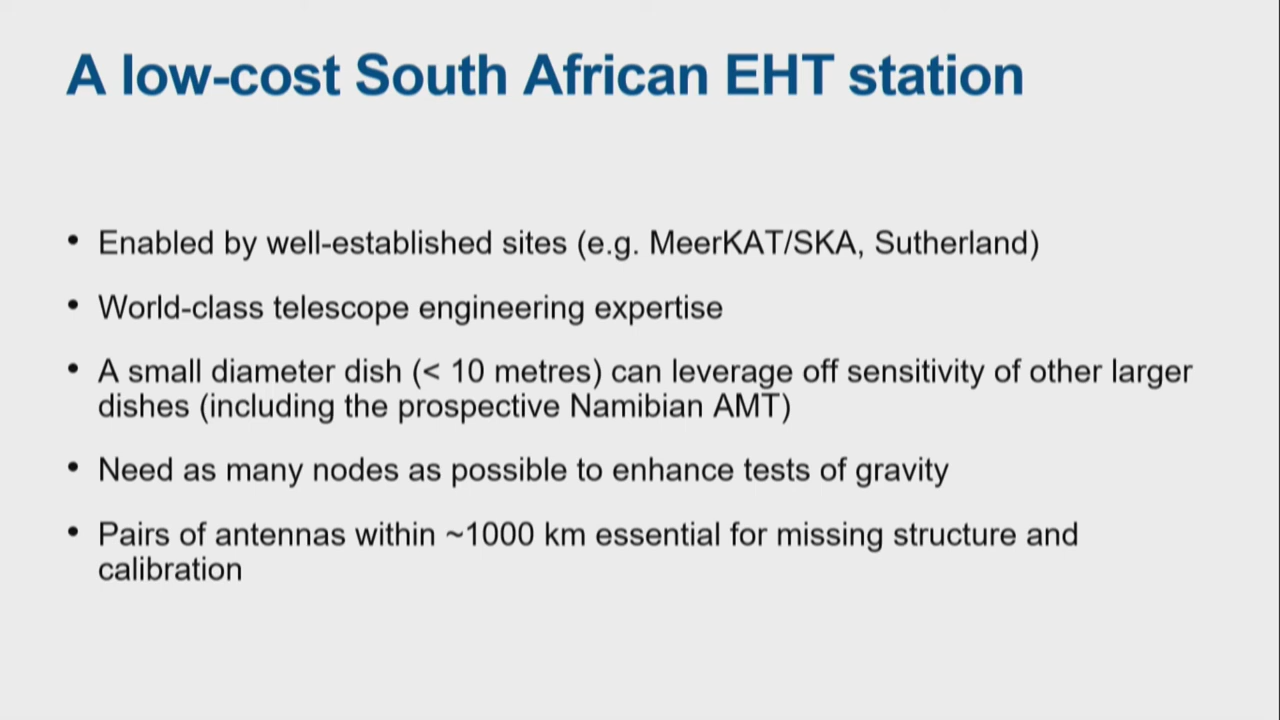 A low-cost South African EHT station
• Enabled by well-established sites (e.g. MeerKAT/SKA, Sutherland)
• World-class telescope engineering expertise
• A small diameter dish (< 10 metres) can leverage off sensitivity of other larger
dishes (including the prospective Namibian AMT)
• Need as many nodes as possible to enhance tests of gravity
• Pairs of antennas within ~1000 km essential for missing structure and
calibration